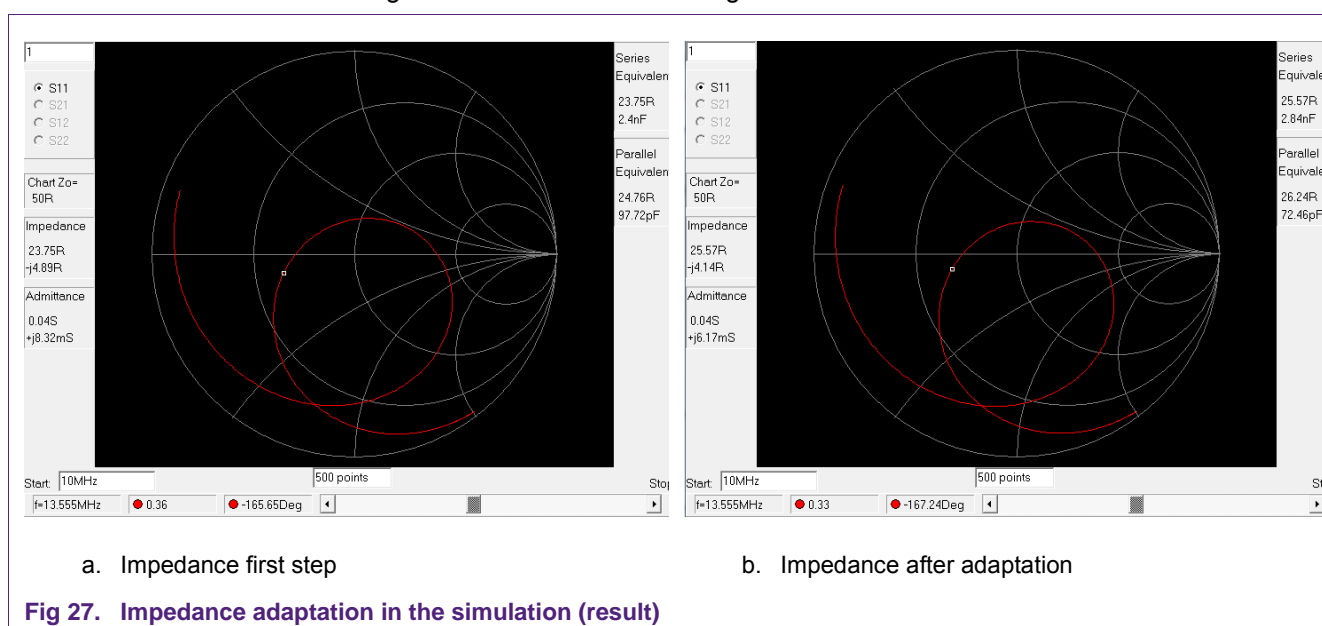 1
S11
S21
S12
S22
Chart Zo=
50R
Impedance
23.75R
-j4.89R
Admittance
0.04S
+j8.32mS
Series
Equivalen
23.75R
2.4nF
Parallel
Equivalen
24.76R
97.72pF
Start: 10MHz
500 points
f=13.555MHz 0.36 -165.65Deg
1
S11
S21
S12
S22
Chart Zo=
50R
Impedance
25.57R
-j4.14R
Admittance
0.04S
+j6.17mS
Series
Equivale
25.57R
2.84nF
Parallel
Equivale
26.24R
72.46pF
Start: 10MHz
500 points
f=13.555MHz 0.33 -167.24Deg
a. Impedance first step
b. Impedance after adaptation
Fig 27. Impedance adaptation in the simulation (result)